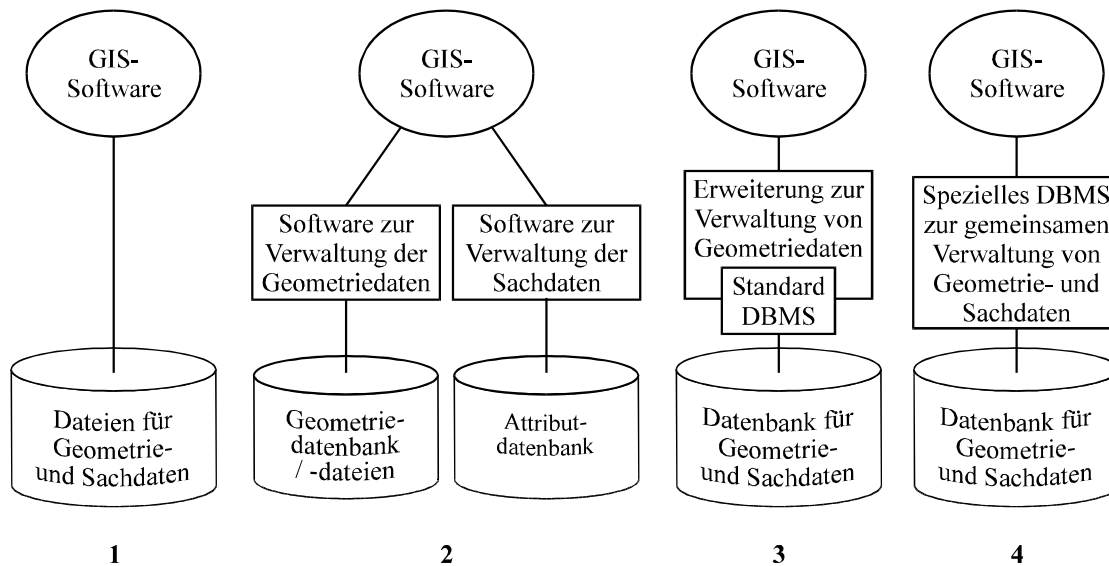 GIS-
Software
GIS-
Software
GIS-
Software
GIS-
Software
Software zur
Verwaltung der
Geometriedaten
Software zur
Verwaltung der
Sachdaten
Erweiterung zur
Verwaltung von
Geometriedaten
Standard
DBMS
Spezielles DBMS
zur gemeinsamen
Verwaltung von
Geometrie- und
Sachdaten
Dateien für
Geometrie-
und Sachdaten
Geometrie-
datenbank
/ -dateien
Attribut-
datenbank
Datenbank für
Geometrie-
und Sachdaten
Datenbank für
Geometrie-
und Sachdaten
1
2
3
4